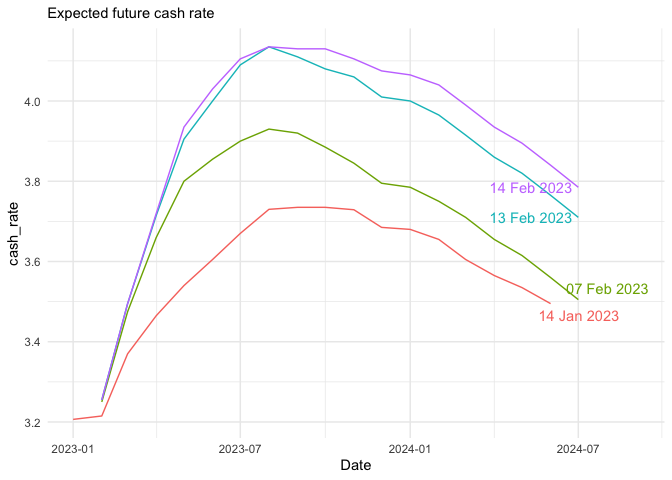 Expected future cash rate
cash_rate
4.0
3.8
3.6
3.4
3.2
14 Feb 2023
13 Feb 2023
07 Feb 2023
14 Jan 2023
2023-01
2023-07
2024-01
2024-07
Date